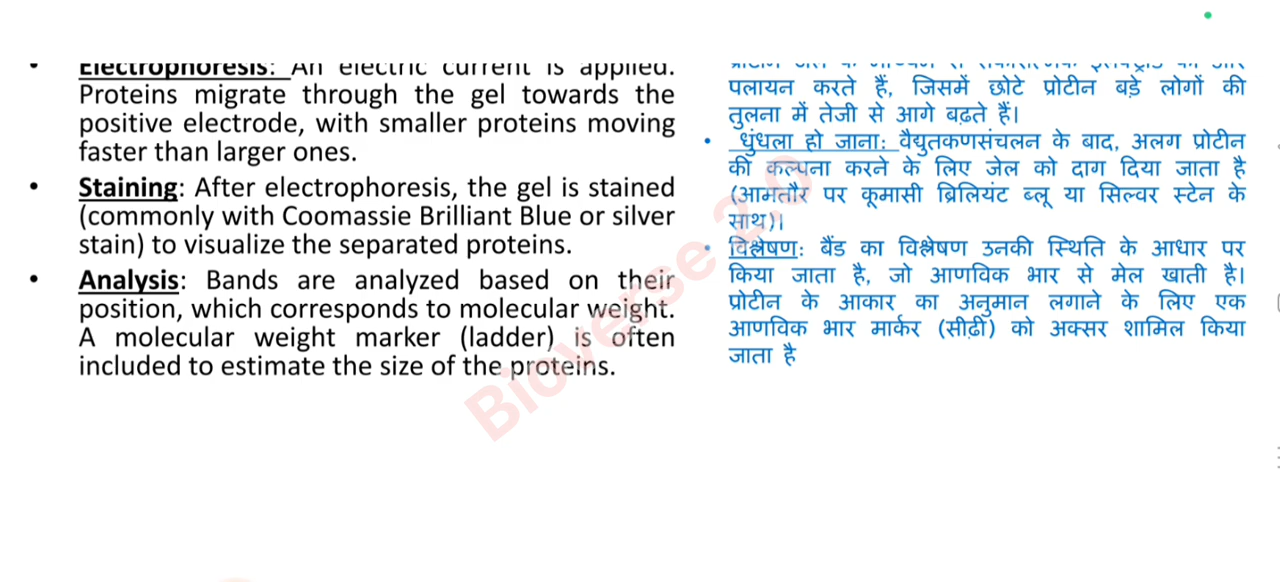 • Electrophoresis: An electric current is applied.
Proteins migrate through the gel towards the
positive electrode, with smaller proteins moving
faster than larger ones.
• Staining: After electrophoresis, the gel is stained
(commonly with Coomassie Brilliant Blue or silver
stain) to visualize the separated proteins.
• Analysis: Bands are analyzed based on their
position, which corresponds to molecular weight.
A molecular weight marker (ladder) is often
included to estimate the size of the proteins.
पलायन करते हैं, जिसमें छोटे प्रोटीन बड़े लोगों की
तुलना में तेजी से आगे बढ़ते हैं।
• धुंधला हो जाना: वैद्युतकणसंचलन के बाद, अलग प्रोटीन
की कल्पना करने के लिए जेल को दाग दिया जाता है
(आमतौर पर कूमासी ब्रिलियंट ब्लू या सिल्वर स्टेन के
साथ)।
• विश्लेषण: बैंड का विश्लेषण उनकी स्थिति के आधार पर
किया जाता है, जो आणविक भार से मेल खाती है।
प्रोटीन के आकार का अनुमान लगाने के लिए एक
आणविक भार मार्कर (सीढ़ी) को अक्सर शामिल किया
जाता है
Bioverse 2.0